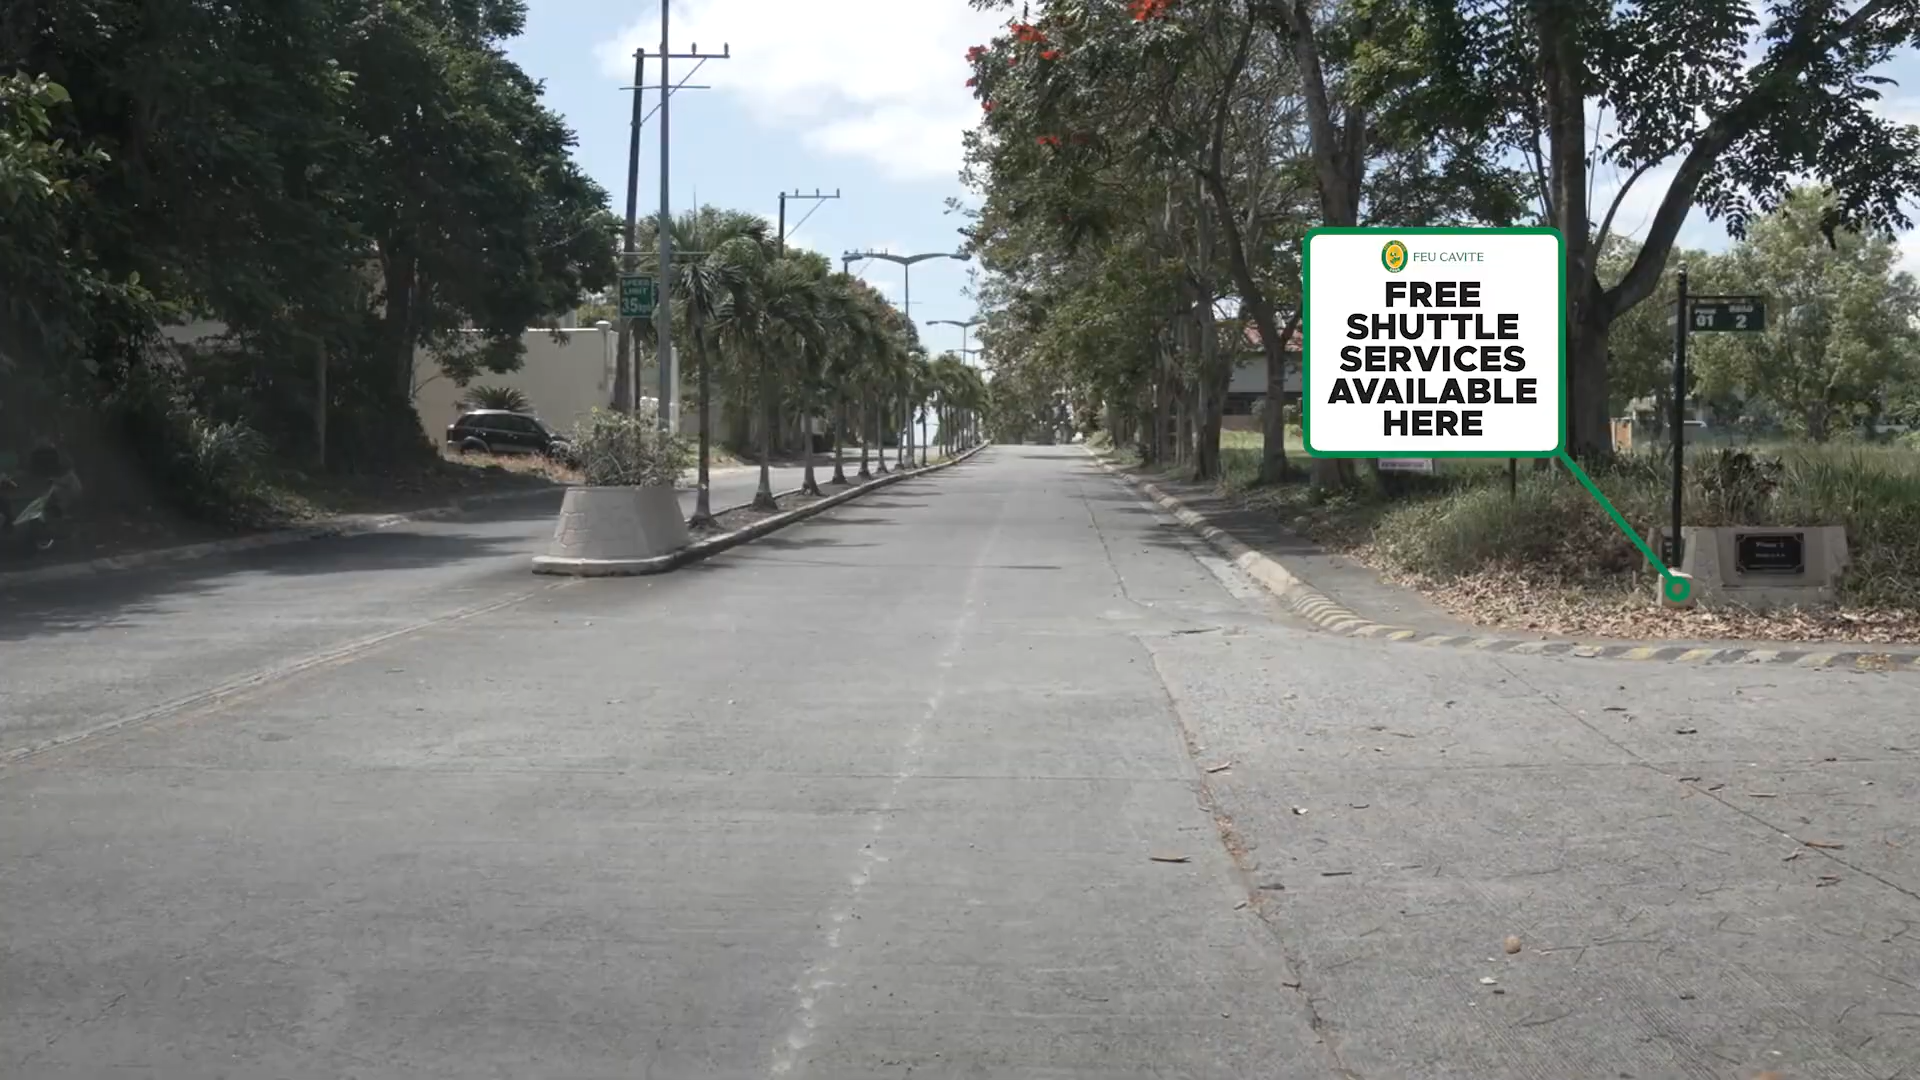 SPEED
LIMIT
35
FEU CAVITE
FREE
SHUTTLE
SERVICES
AVAILABLE
HERE
01
2